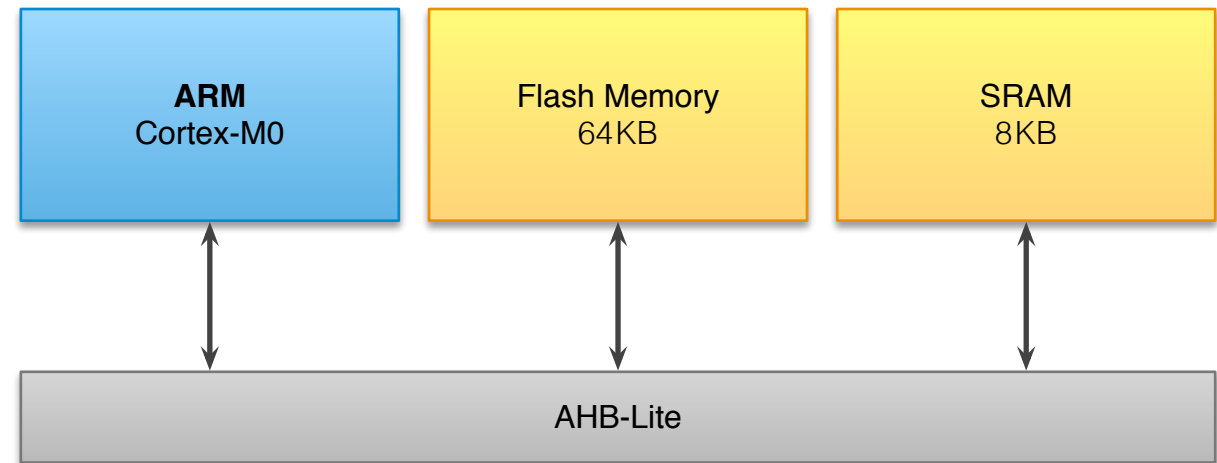 ARM
Cortex-M0
Flash Memory
64KB
SRAM
8KB
AHB-Lite